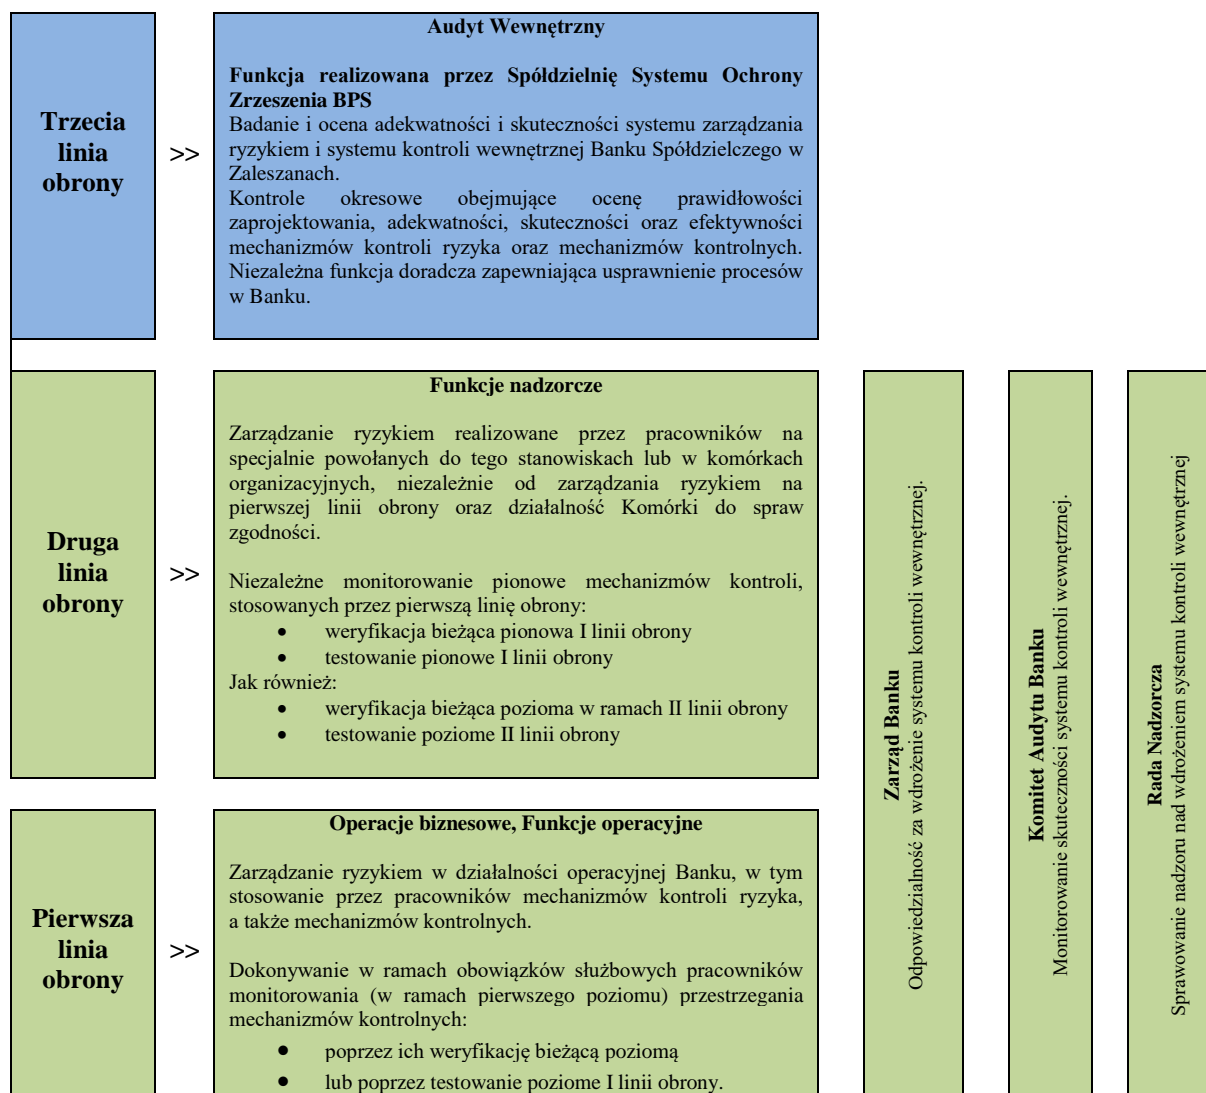 Trzecia
linia
obrony
>>
Audyt Wewnętrzny
Funkcja realizowana przez Spółdzielnię Systemu Ochrony
Zrzeszenia BPS
Badanie i ocena adekwatności i skuteczności systemu zarządzania
ryzykiem i systemu kontroli wewnętrznej Banku Spółdzielczego w
Zaleszanach.
Kontrole okresowe obejmujące ocenę prawidłowości
zaprojektowania, adekwatności, skuteczności oraz efektywności
mechanizmów kontroli ryzyka oraz mechanizmów kontrolnych.
Niezależna funkcja doradcza zapewniająca usprawnienie procesów
w Banku.
Druga
linia
obrony
>>
Funkcje nadzorcze
Zarządzanie ryzykiem realizowane przez pracowników na
specjalnie powołanych do tego stanowiskach lub w komórkach
organizacyjnych, niezależnie od zarządzania ryzykiem na
pierwszej linii obrony oraz działalność Komórki do spraw
zgodności.
Niezależne monitorowanie pionowe mechanizmów kontroli,
stosowanych przez pierwszą linię obrony:
• weryfikacja bieżąca pionowa I linii obrony
• testowanie pionowe I linii obrony
Jak również:
• weryfikacja bieżąca pozioma w ramach II linii obrony
• testowanie poziome II linii obrony
Pierwsza
linia
obrony
>>
Operacje biznesowe, Funkcje operacyjne
Zarządzanie ryzykiem w działalności operacyjnej Banku, w tym
stosowanie przez pracowników mechanizmów kontroli ryzyka,
a także mechanizmów kontrolnych.
Dokonywanie w ramach obowiązków służbowych pracowników
monitorowania (w ramach pierwszego poziomu) przestrzegania
mechanizmów kontrolnych:
• poprzez ich weryfikację bieżącą poziomą
• lub poprzez testowanie poziome I linii obrony.
Zarząd Banku
Odpowiedzialność za wdrożenie systemu kontroli wewnętrznej.
Komitet Audytu Banku
Monitorowanie skuteczności systemu kontroli wewnętrznej.
Rada Nadzorcza
Sprawowanie nadzoru nad wdrożeniem systemu kontroli wewnętrznej